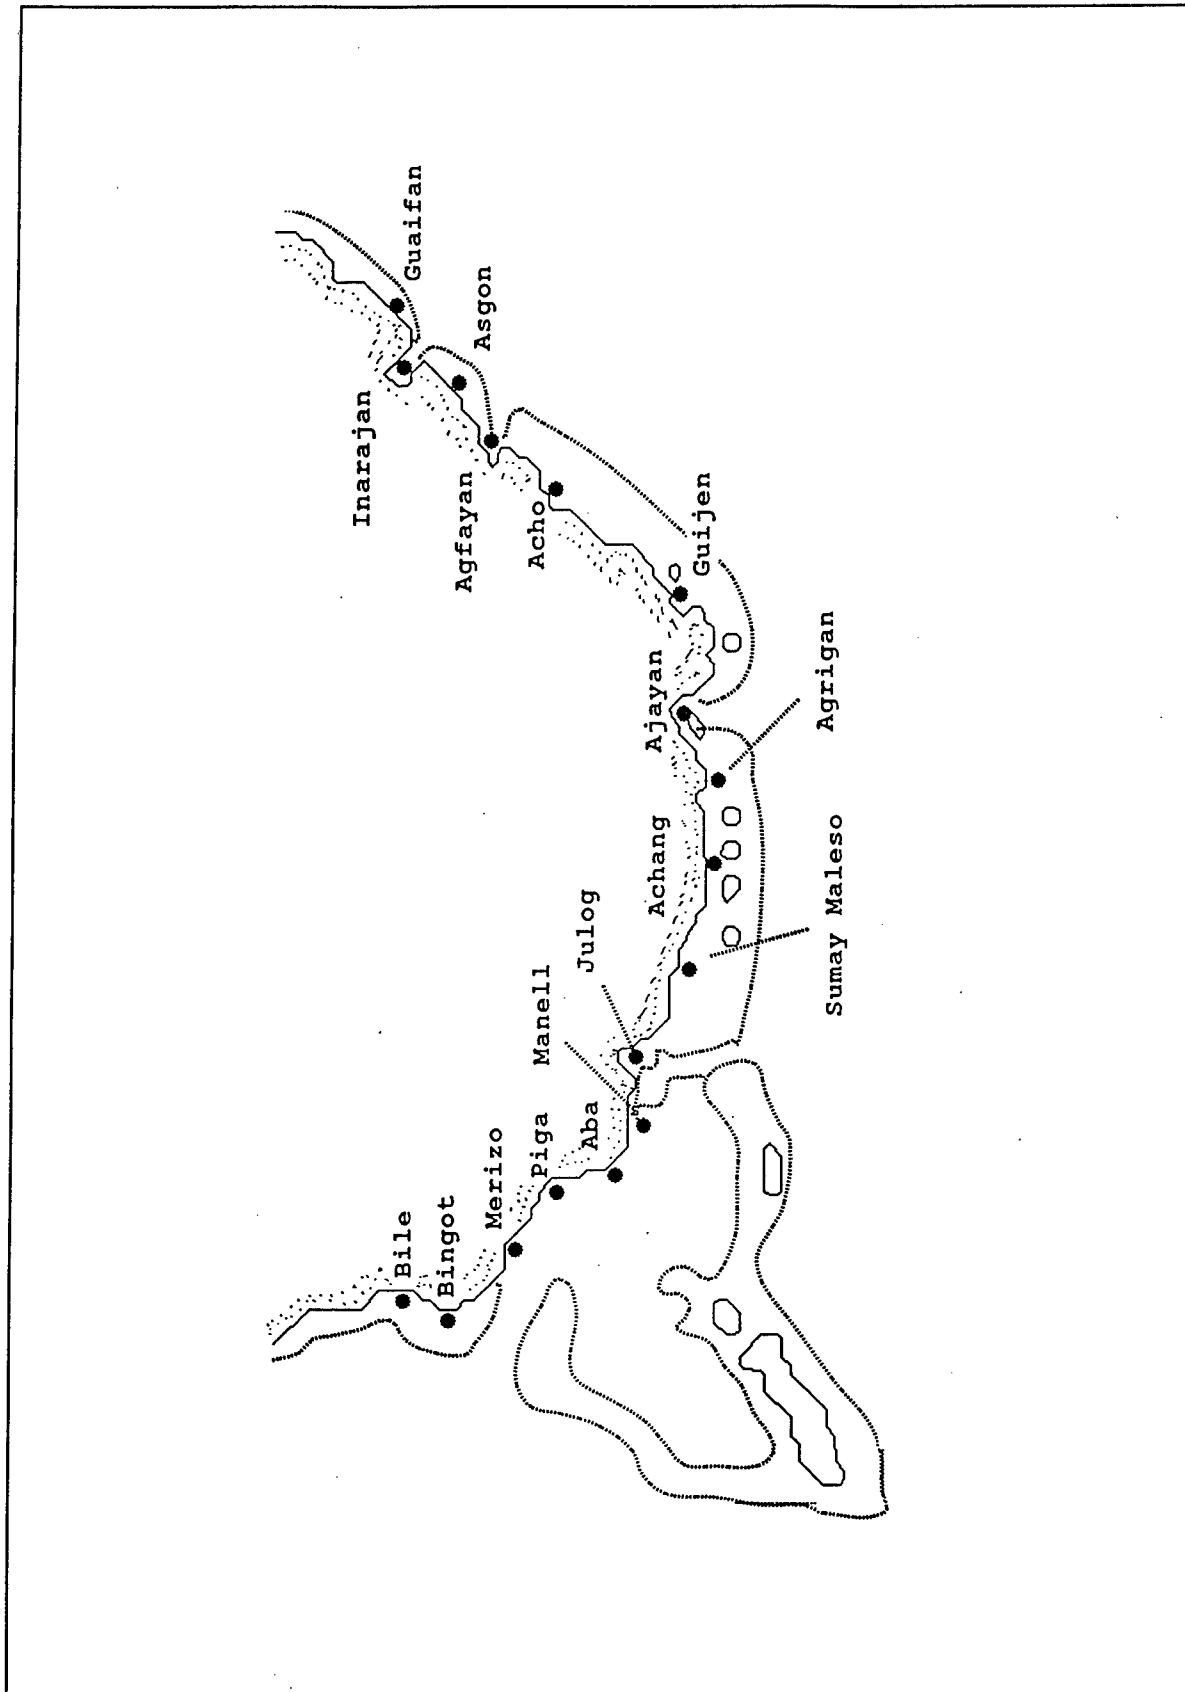 Bile
Bingot
Merizo
Piga
Aba
Manell
Julog
Sumay Maleso
Achang
Agrigan
Ajayan
Guijen
Acho
Agfayan
Asgon
Inarajan
Guaifan